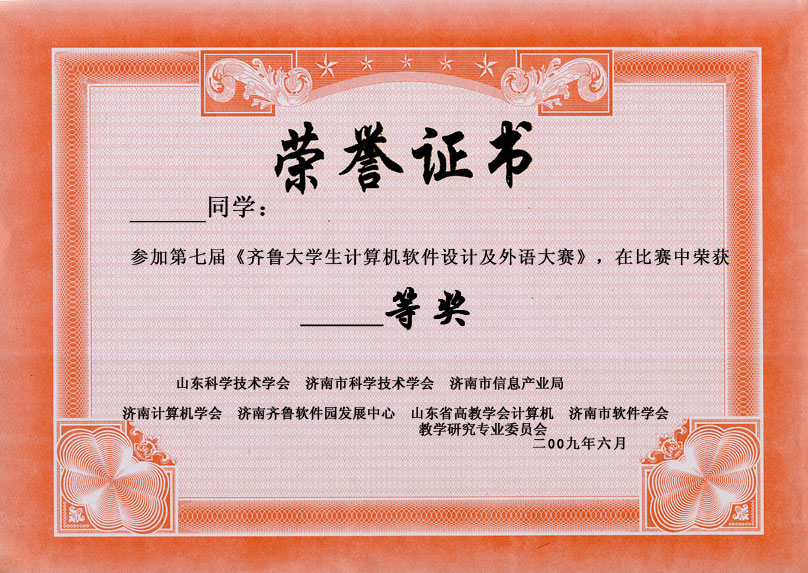 荣誉证书
______同学：
参加第七届《齐鲁大学生计算机软件设计及外语大赛》，在比赛中荣获
______等奖
山东科学技术学会 济南市科学技术学会 济南市信息产业局
济南计算机学会 济南齐鲁软件园发展中心 山东省高教学会计算机 济南市软件学会
教学研究专业委员会
二00九年六月